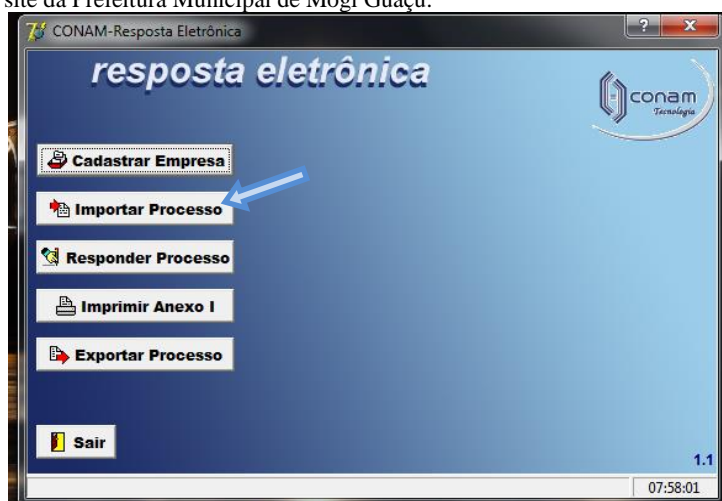 site da Prefeitura Municipal de Mogi Guaçu.
CONAM-Resposta Eletrônica
resposta eletrônica
conam
Tecnologia
Cadastrar Empresa
Importar Processo
Responder Processo
Imprimir Anexo I
Exportar Processo
Sair
1.1
07:58:01